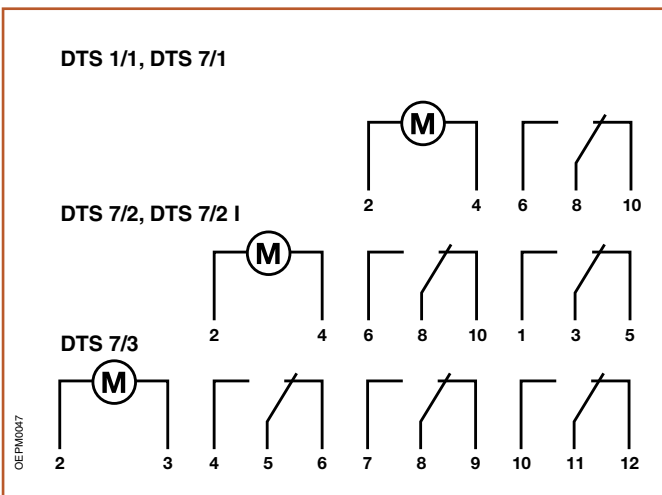 DTS 1/1, DTS 7/1
M
2 4 6 8 10
DTS 7/2, DTS 7/2 I
M
2 4 6 8 10 1 3 5
DTS 7/3
M
2 3 4 5 6 7 8 9 10 11 12
OEPM0047